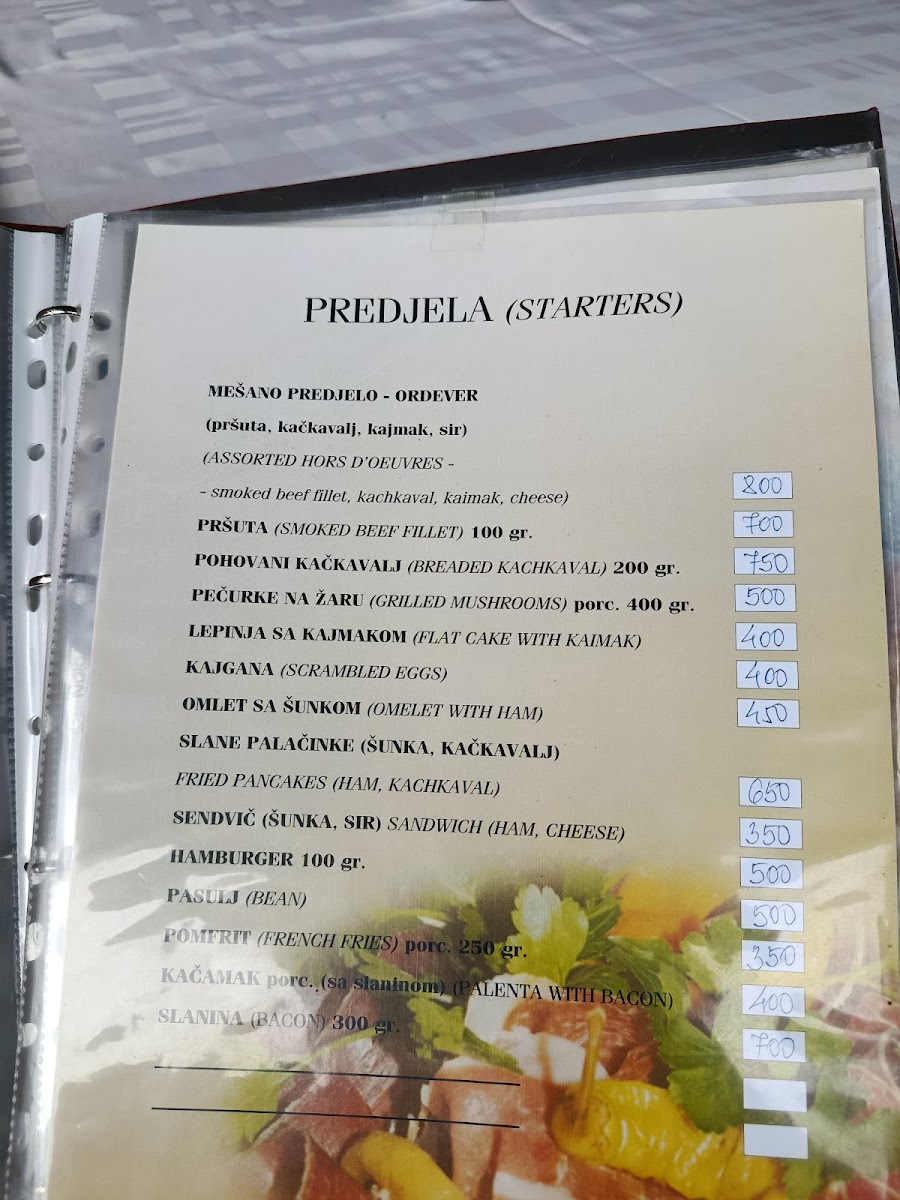 PREDJELA (STARTERS)
MEŠANO PREDJELO - ORDEVER
(pršuta, kačkavalj, kajmak, sir)
(ASSORTED HORS D'OEUVRES -
- smoked beef fillet, kachkaval, kaimak, cheese) 800
PRŠUTA (SMOKED BEEF FILLET) 100 gr. 700
POHOVANI KAČKAVALJ (BREADED KACHKAVAL) 200 gr. 750
PEČURKE NA ŽARU (GRILLED MUSHROOMS) porc. 400 gr. 500
LEPINJA SA KAJMAKOM (FLAT CAKE WITH KAIMAK) 400
KAJGANA (SCRAMBLED EGGS) 400
OMLET SA ŠUNKOM (OMELET WITH HAM) 450
SLANE PALAČINKE (ŠUNKA, KAČKAVALJ)
FRIED PANCAKES (HAM, KACHKAVAL) 650
SENDVIČ (ŠUNKA, SIR) SANDWICH (HAM, CHEESE) 350
HAMBURGER 100 gr. 500
PASULJ (BEAN) 500
POMFRIT (FRENCH FRIES) porc. 250 gr. 350
KAČAMAK porc. (sa slaninom) (PALENTA WITH BACON) 400
SLANINA (BACON) 300 gr. 700